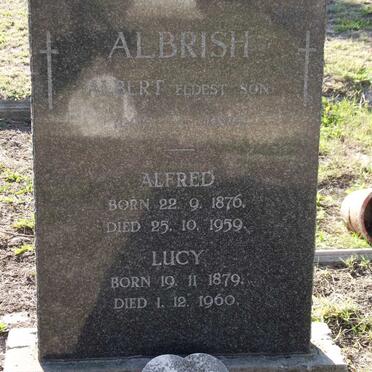 ALBRISH
ALBERT ELDEST SON
ALFRED
BORN 22. 9. 1876.
DIED 25. 10. 1959.
LUCY
BORN 19. 11. 1879.
DIED 1. 12. 1960.